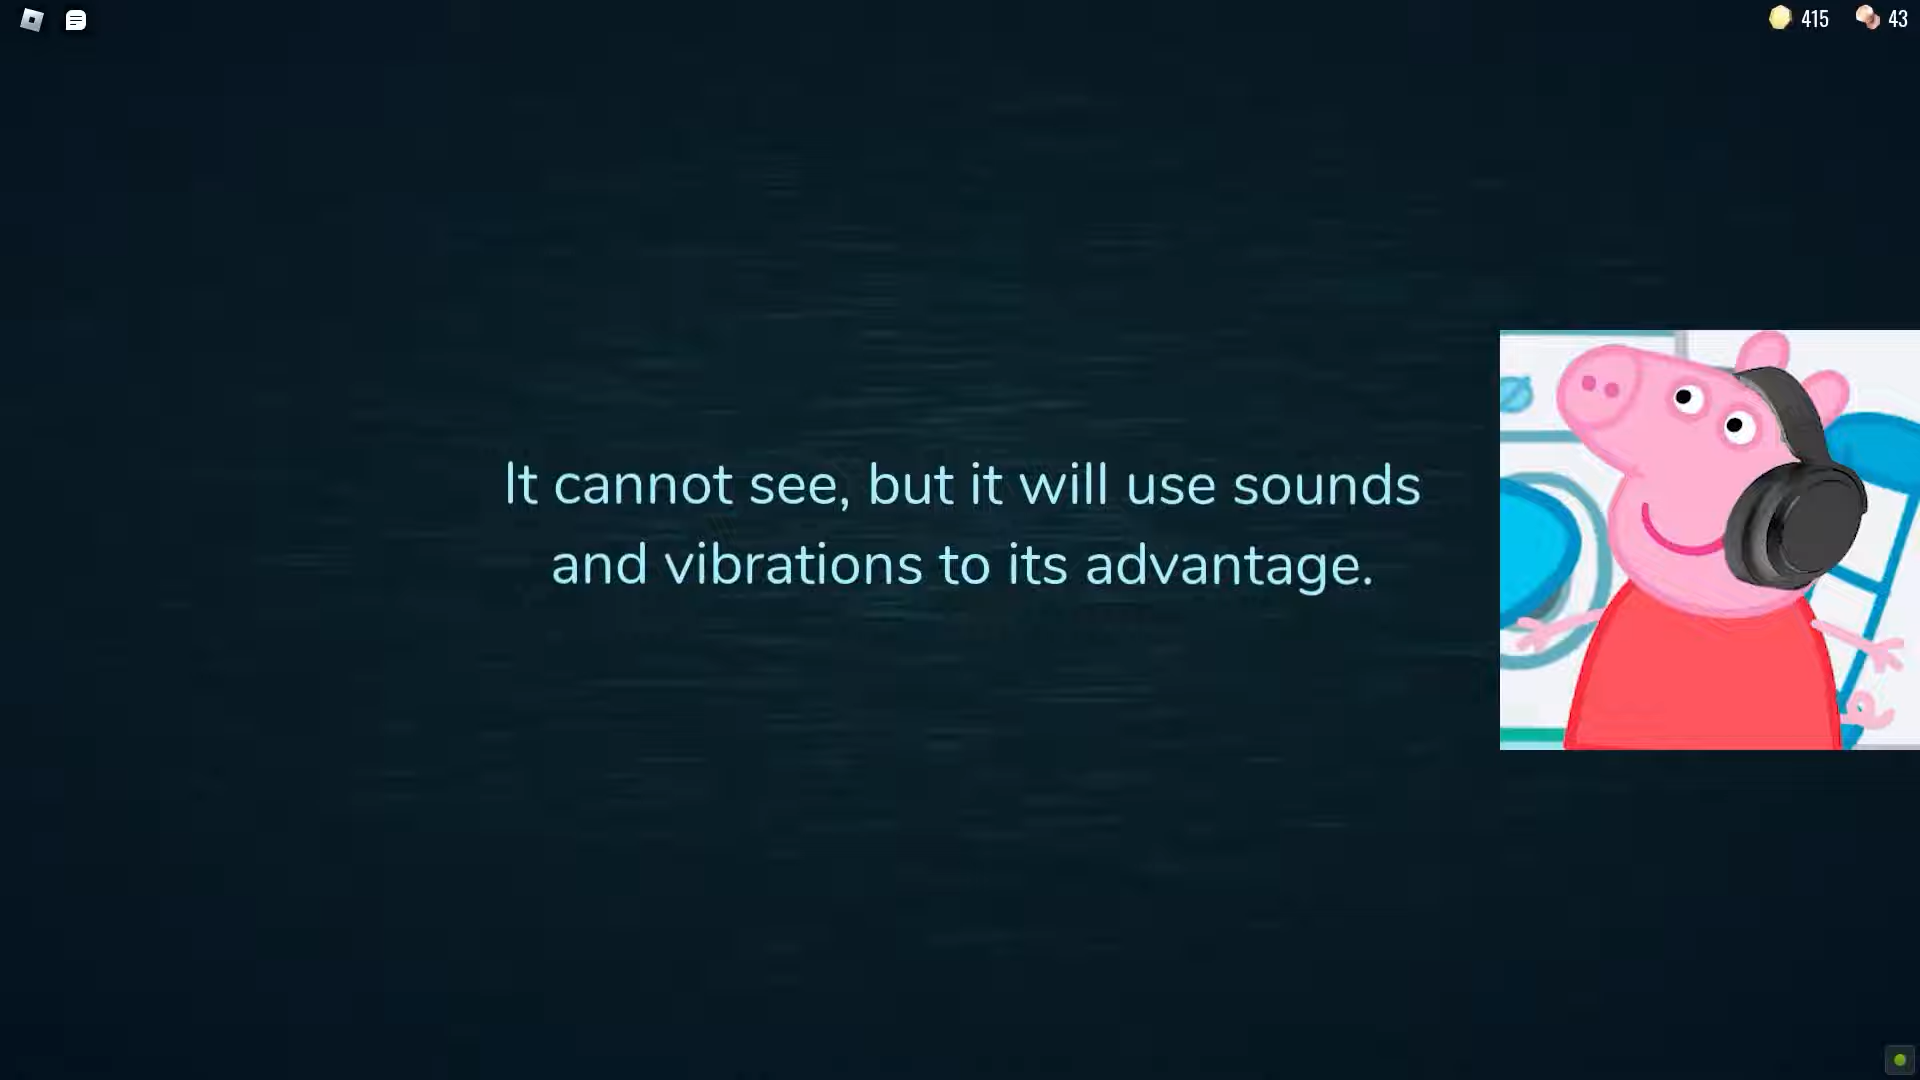 415 43
It cannot see, but it will use sounds
and vibrations to its advantage.